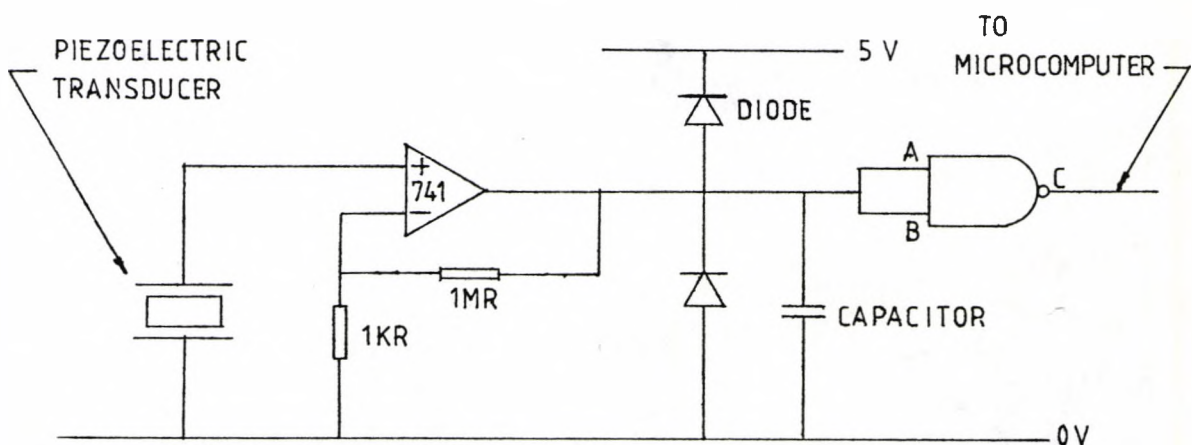 PIEZOELECTRIC
TRANSDUCER
TO
MICROCOMPUTER
5 V
DIODE
+
741
−
A
B
C
1MR
1KR
CAPACITOR
0V